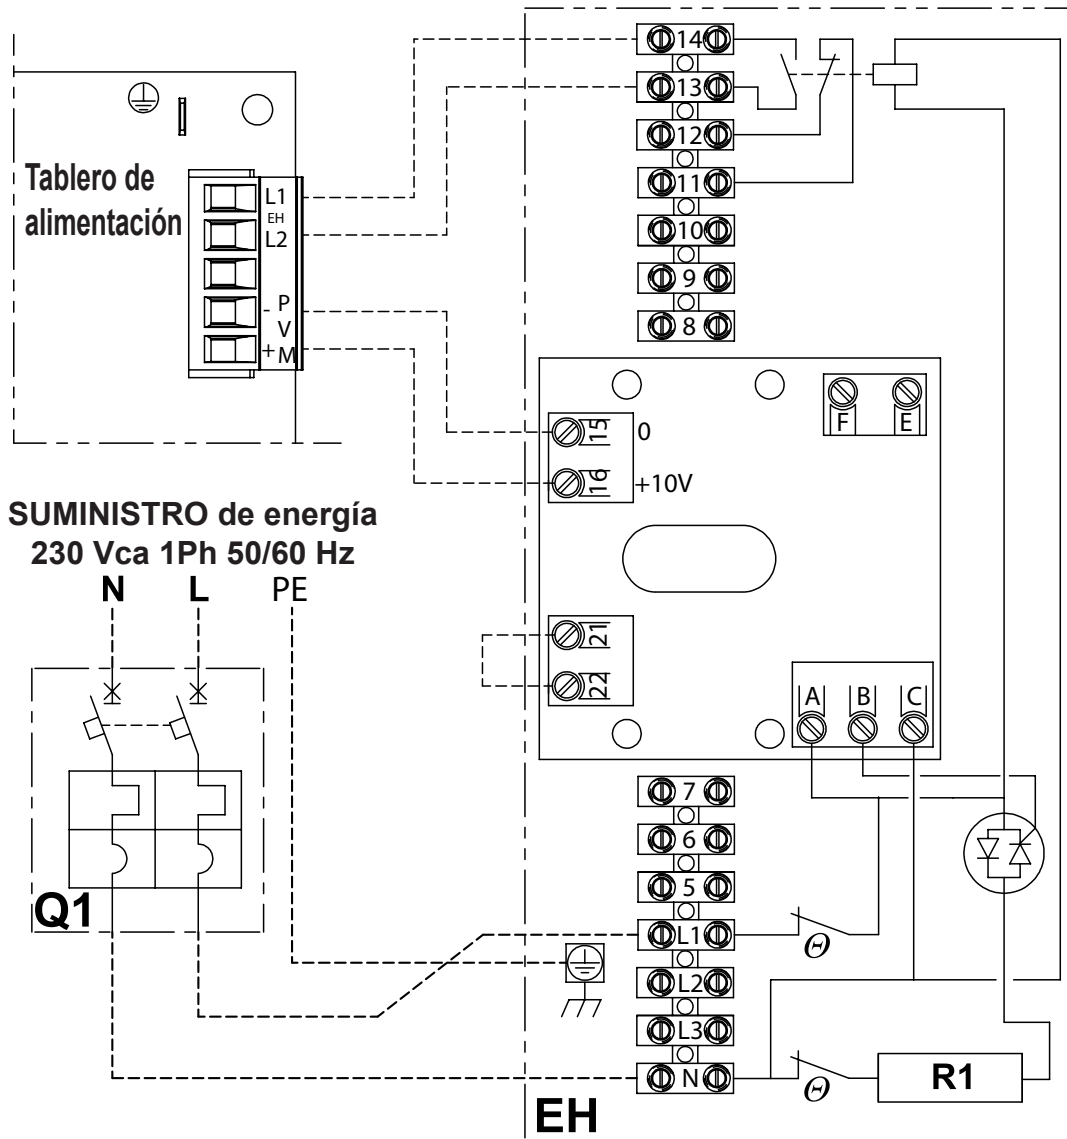 14
13
12
11
10
9
8
Tablero de
alimentación
L1
EH
L2
- P
V
+ M
15 0
16 +10V
F E
SUMINISTRO de energía
230 Vca 1Ph 50/60 Hz
N L PE
21
22
A B C
7
6
5
L1
L2
L3
N
Q1
Θ
Θ
R1
EH